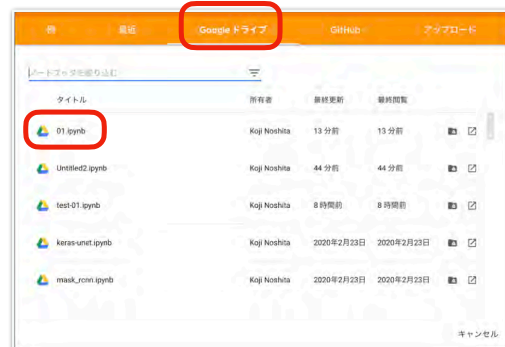 例 最近 Google ドライブ GitHub アップロード
ノートブックを絞り込む
タイトル 所有者 最終更新 最終閲覧
01.ipynb Koji Noshita 13 分前 13 分前
Untitled2.ipynb Koji Noshita 44 分前 44 分前
test-01.ipynb Koji Noshita 8 時間前 8 時間前
keras-unet.ipynb Koji Noshita 2020年2月23日 2020年2月23日
mask_rcnn.ipynb Koji Noshita 2020年2月23日 2020年2月23日
キャンセル